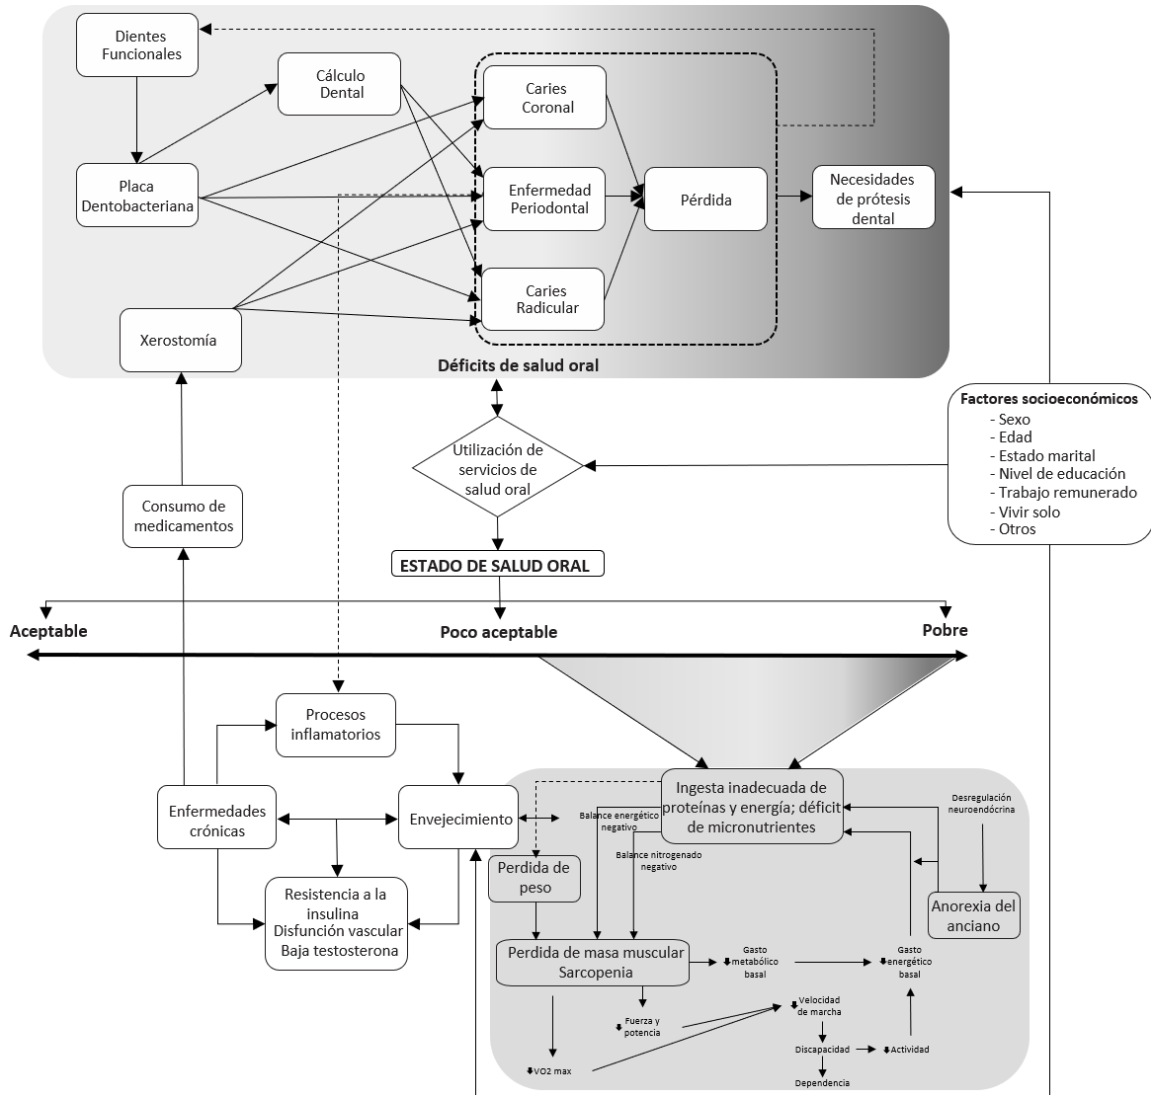 Dientes
Funcionales
Cálculo
Dental
Caries
Coronal
Placa
Dentobacteriana
Enfermedad
Periodontal
Pérdida
Necesidades
de prótesis
dental
Caries
Radicular
Xerostomía
Déficits de salud oral
Factores socioeconómicos
- Sexo
- Edad
- Estado marital
- Nivel de educación
- Trabajo remunerado
- Vivir solo
- Otros
Utilización de
servicios de
salud oral
Consumo de
medicamentos
ESTADO DE SALUD ORAL
Aceptable
Poco aceptable
Pobre
Procesos
inflamatorios
Enfermedades
crónicas
Envejecimiento
Resistencia a la
insulina
Disfunción vascular
Baja testosterona
Ingesta inadecuada de
proteínas y energía; déficit
de micronutrientes
Desregulación
neuroendócrina
Balance energético
negativo
Balance nitrogenado
negativo
Perdida de
peso
Anorexia del
anciano
Perdida de masa muscular
Sarcopenia
Gasto
metabólico
basal
Gasto
energético
basal
Fuerza y
potencia
Velocidad
de marcha
VO2 max
Discapacidad
Actividad
Dependencia